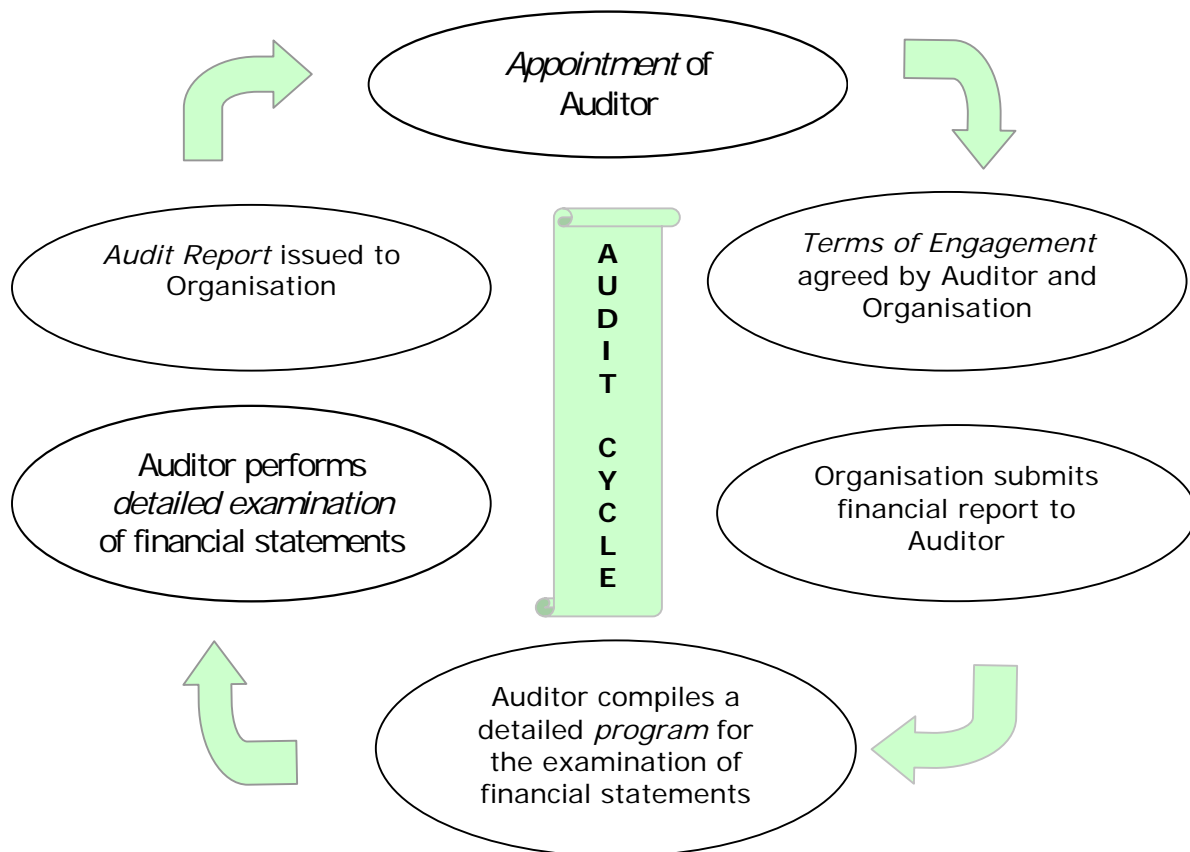 Appointment of
Auditor
Terms of Engagement
agreed by Auditor and
Organisation
Organisation submits
financial report to
Auditor
Auditor compiles a
detailed program for
the examination of
financial statements
Auditor performs
detailed examination
of financial statements
Audit Report issued to
Organisation
A
U
D
I
T
C
Y
C
L
E